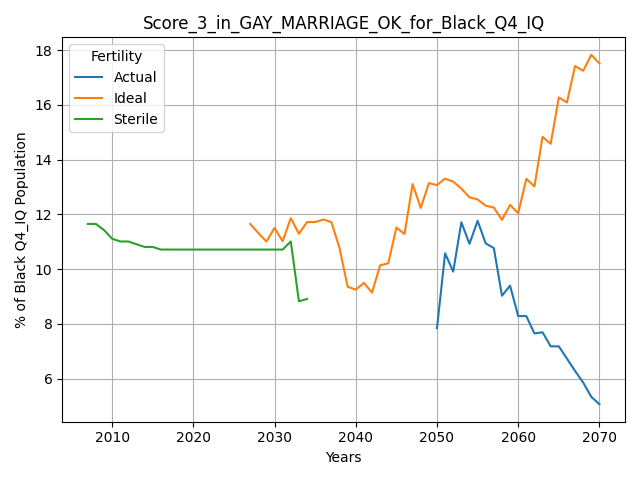 Score_3_in_GAY_MARRIAGE_OK_for_Black_Q4_IQ
% of Black Q4_IQ Population
18
16
14
12
10
8
6
Fertility
Actual
Ideal
Sterile
2010 2020 2030 2040 2050 2060 2070
Years